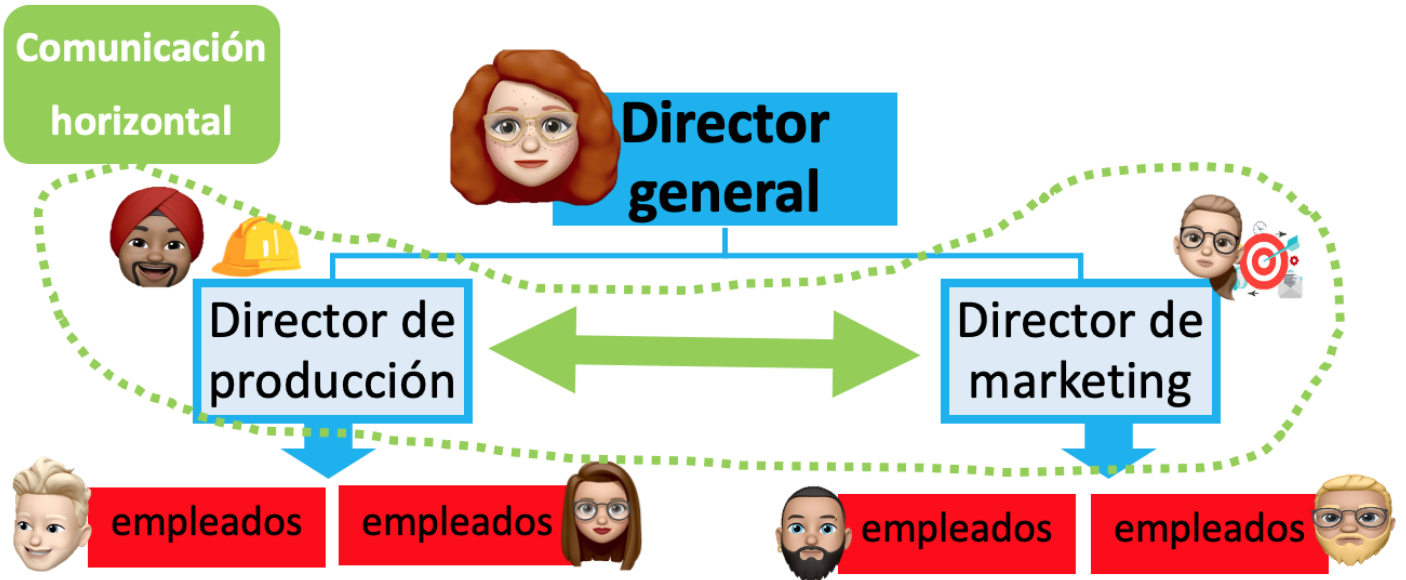 Comunicación
horizontal
Director
general
Director de
producción
Director de
marketing
empleados
empleados
empleados
empleados